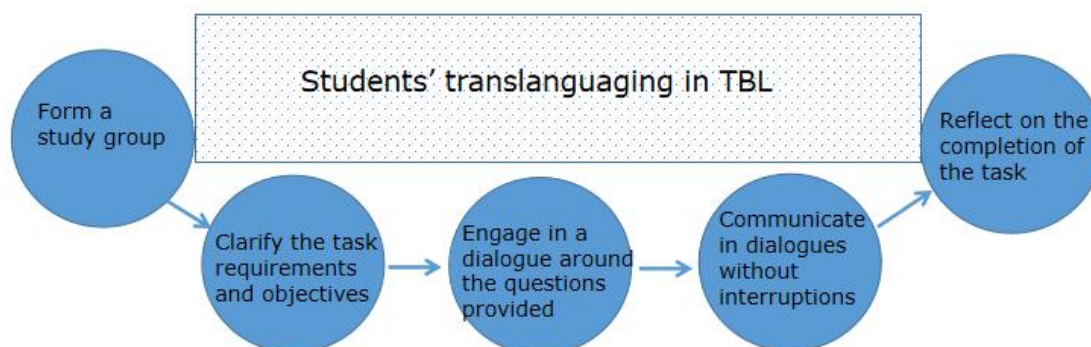 Students’ translanguaging in TBL
Form a
study group
Clarify the task
requirements
and objectives
Engage in a
dialogue around
the questions
provided
Communicate
in dialogues
without
interruptions
Reflect on the
completion of
the task